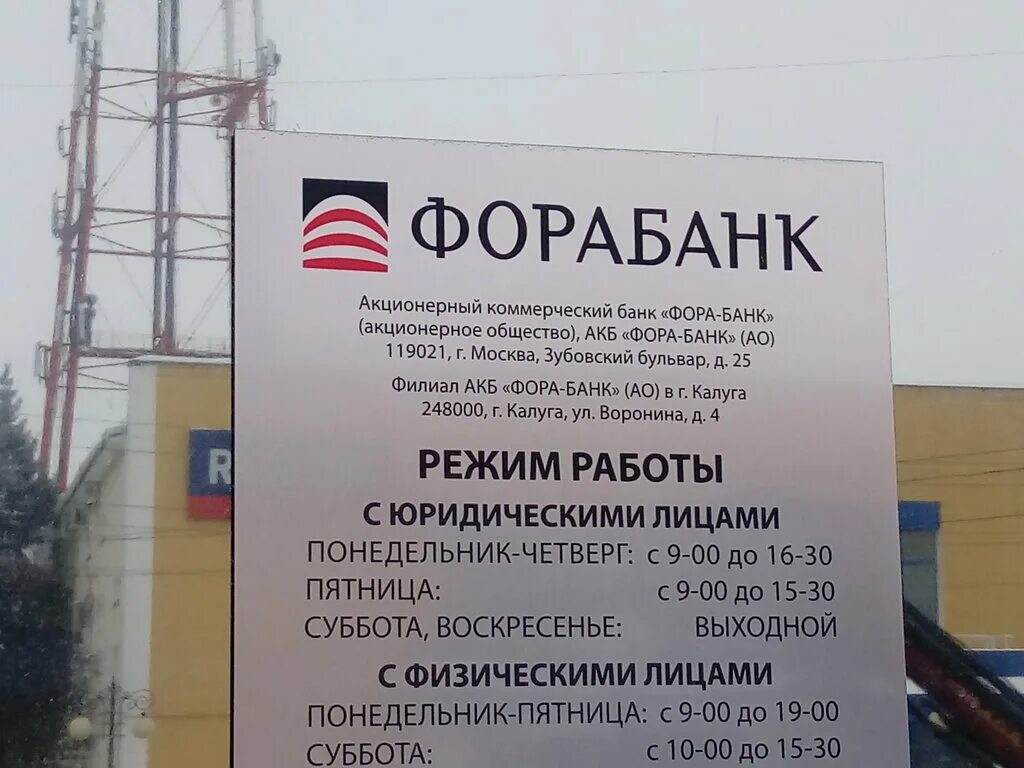 ФОРАБАНК
Акционерный коммерческий банк «ФОРА-БАНК»
(акционерное общество), АКБ «ФОРА-БАНК» (АО)
119021, г. Москва, Зубовский бульвар, д. 25
Филиал АКБ «ФОРА-БАНК» (АО) в г. Калуга
248000, г. Калуга, ул. Воронина, д. 4
РЕЖИМ РАБОТЫ
С ЮРИДИЧЕСКИМИ ЛИЦАМИ
ПОНЕДЕЛЬНИК-ЧЕТВЕРГ: с 9-00 до 16-30
ПЯТНИЦА: с 9-00 до 15-30
СУББОТА, ВОСКРЕСЕНЬЕ: ВЫХОДНОЙ
С ФИЗИЧЕСКИМИ ЛИЦАМИ
ПОНЕДЕЛЬНИК-ПЯТНИЦА: с 9-00 до 19-00
СУББОТА: с 10-00 до 15-30